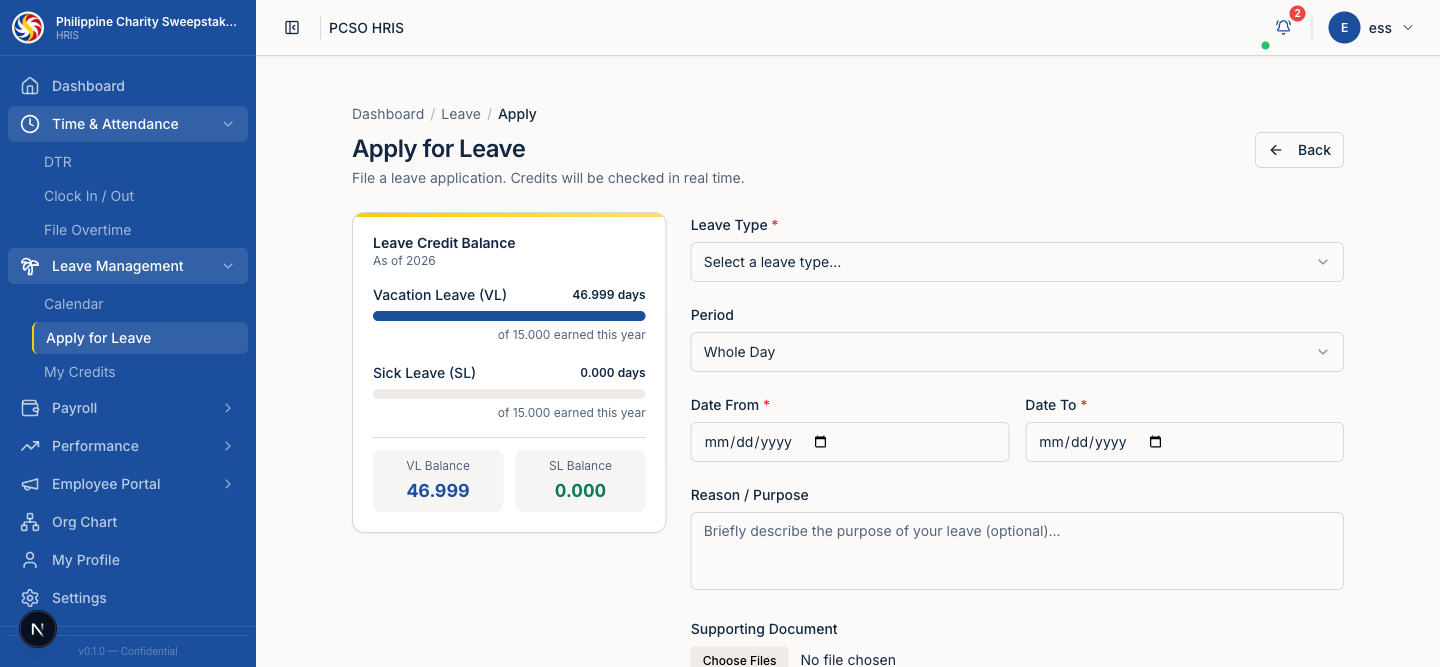 Philippine Charity Sweepstak...
HRIS
Dashboard
Time & Attendance
DTR
Clock In / Out
File Overtime
Leave Management
Calendar
Apply for Leave
My Credits
Payroll
Performance
Employee Portal
Org Chart
My Profile
Settings
N
v0.1.0 — Confidential
PCSO HRIS
2
E
ess
Dashboard / Leave / Apply
Apply for Leave
Back
File a leave application. Credits will be checked in real time.
Leave Credit Balance
As of 2026
Vacation Leave (VL) 46.999 days
of 15.000 earned this year
Sick Leave (SL) 0.000 days
of 15.000 earned this year
VL Balance SL Balance
46.999 0.000
Leave Type *
Select a leave type...
Period
Whole Day
Date From * Date To *
mm/dd/yyyy mm/dd/yyyy
Reason / Purpose
Briefly describe the purpose of your leave (optional)...
Supporting Document
Choose Files No file chosen